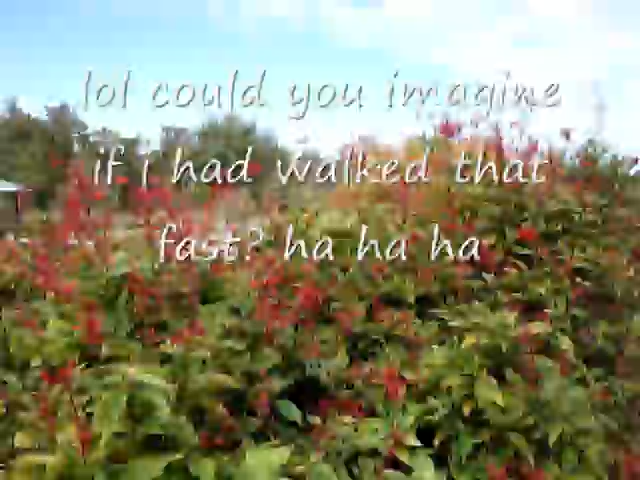 lol could you imagine
if i had walked that
fast? ha ha ha